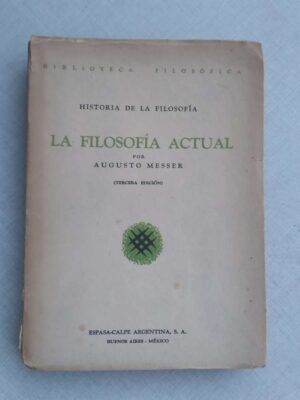 BIBLIOTECA FILOSÓFICA
HISTORIA DE LA FILOSOFÍA
LA FILOSOFÍA ACTUAL
POR
AUGUSTO MESSER
(TERCERA EDICIÓN)
ESPASA-CALPE ARGENTINA, S. A.
BUENOS AIRES - MÉXICO